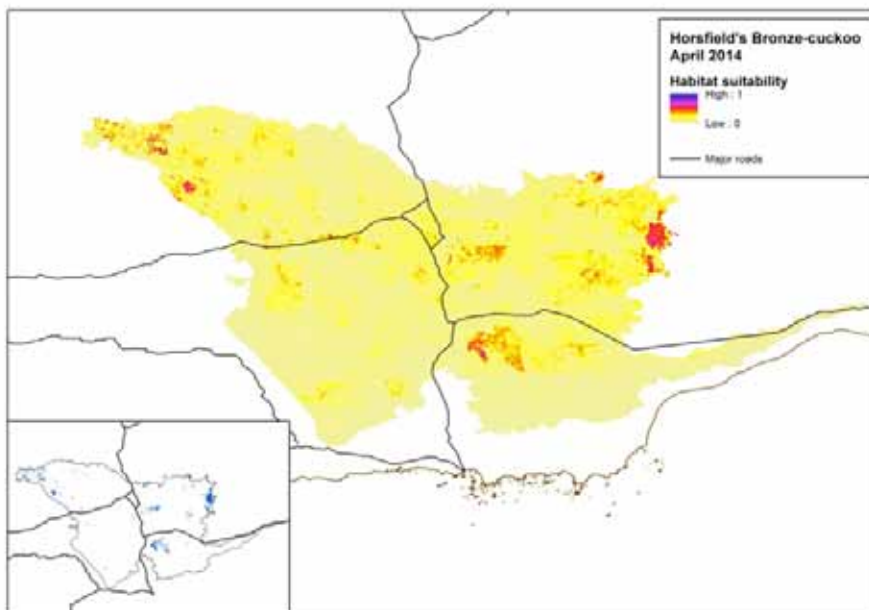 Horsfield's Bronze-cuckoo
April 2014
Habitat suitability
High : 1
Low : 0
Major roads